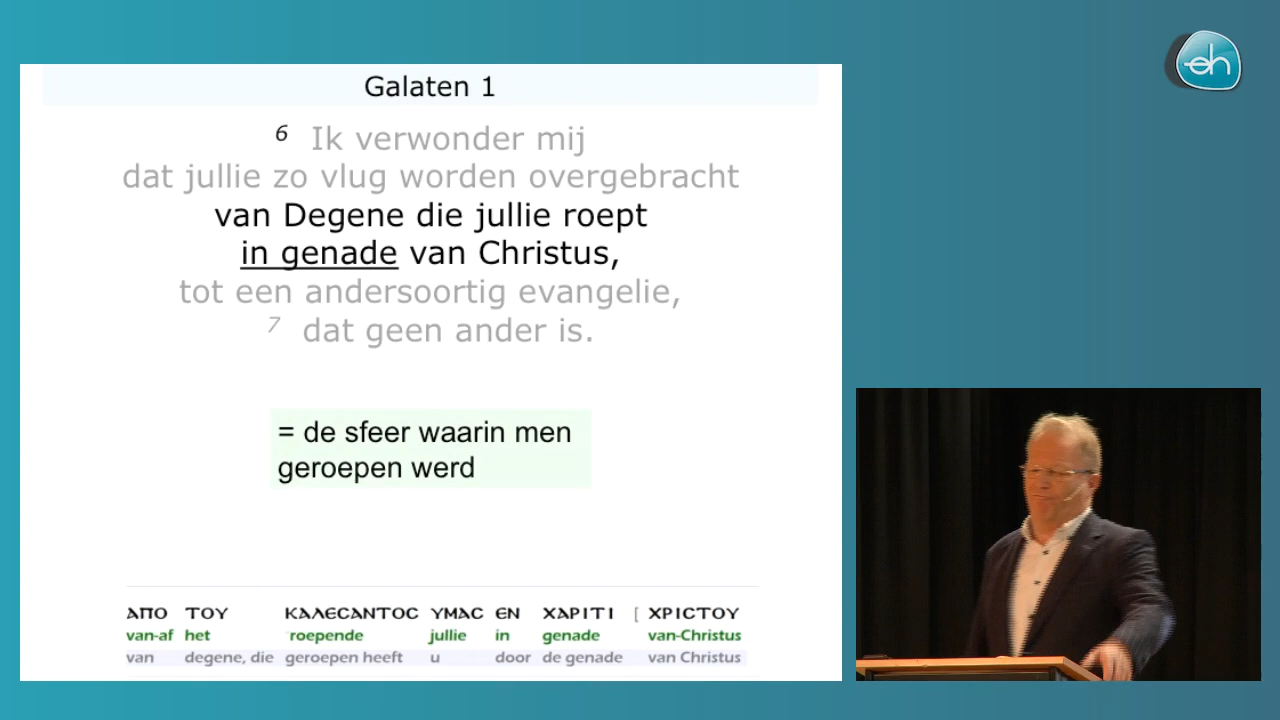 eh
Galaten 1
6 Ik verwonder mij
dat jullie zo vlug worden overgebracht
van Degene die jullie roept
in genade van Christus,
tot een andersoortig evangelie,
7 dat geen ander is.
= de sfeer waarin men
geroepen werd
ΑΠΟ ΤΟΥ ΚΑΛΕϹΑΝΤΟϹ ΥΜΑϹ ΕΝ ΧΑΡΙΤΙ [ ΧΡΙϹΤΟΥ
van-af het roepende jullie in genade van-Christus
van degene, die geroepen heeft u door de genade van Christus